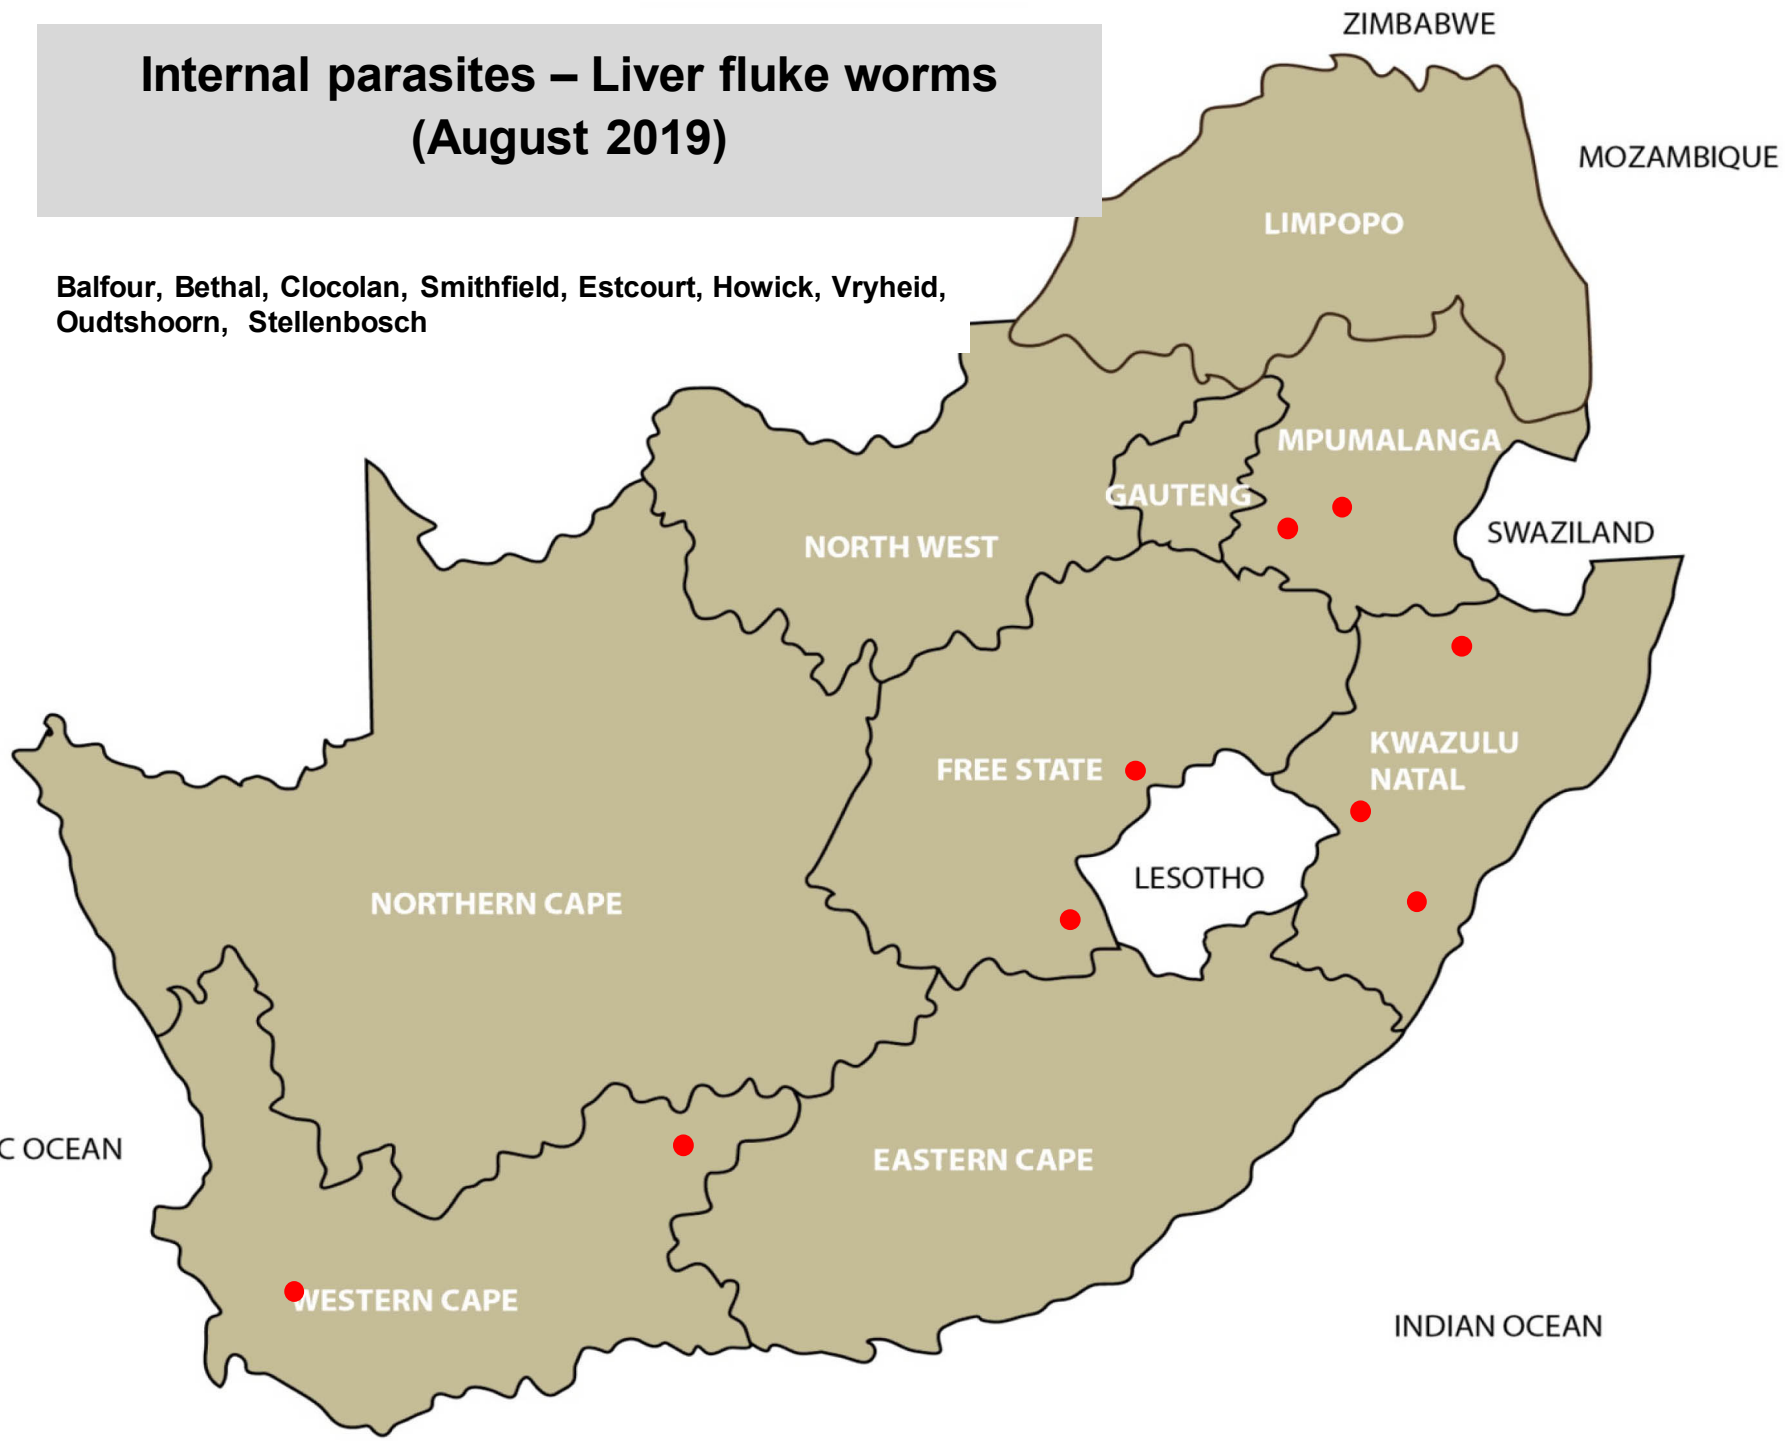 ZIMBABWE
Internal parasites – Liver fluke worms
(August 2019)
MOZAMBIQUE
LIMPOPO
Balfour, Bethal, Clocolan, Smithfield, Estcourt, Howick, Vryheid,
Oudtshoorn, Stellenbosch
MPUMALANGA
GAUTENG
SWAZILAND
NORTH WEST
KWAZULU
NATAL
FREE STATE
LESOTHO
NORTHERN CAPE
C OCEAN
EASTERN CAPE
WESTERN CAPE
INDIAN OCEAN